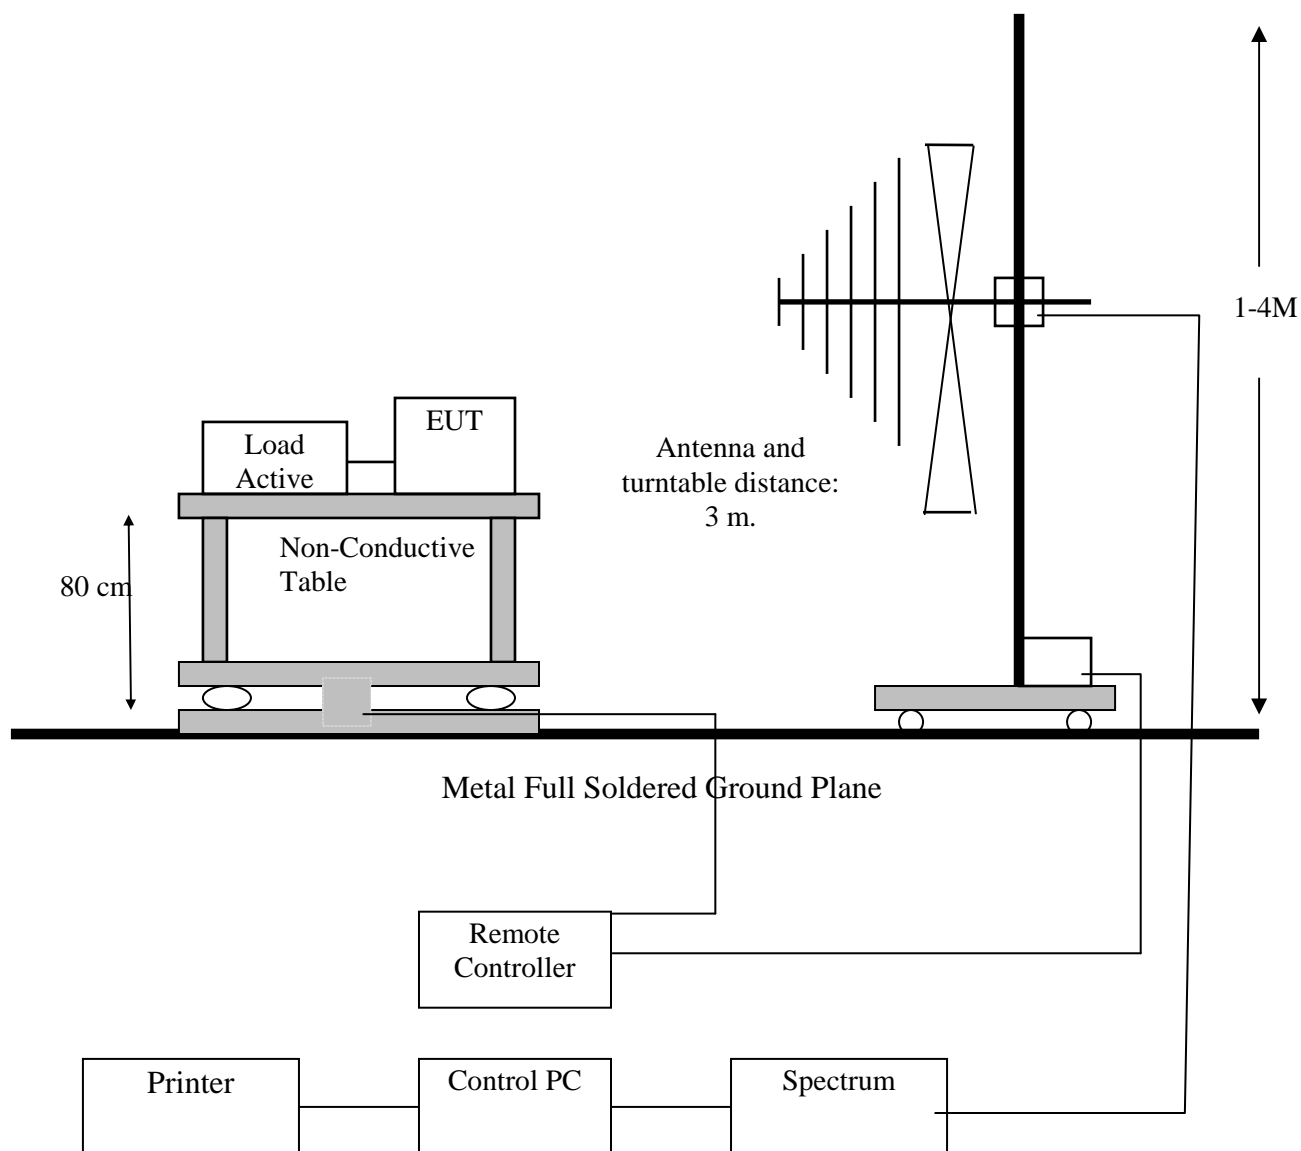 1-4M
EUT
Load
Active
Antenna and
turntable distance:
3 m.
Non-Conductive
Table
80 cm
Metal Full Soldered Ground Plane
Remote
Controller
Printer
Control PC
Spectrum